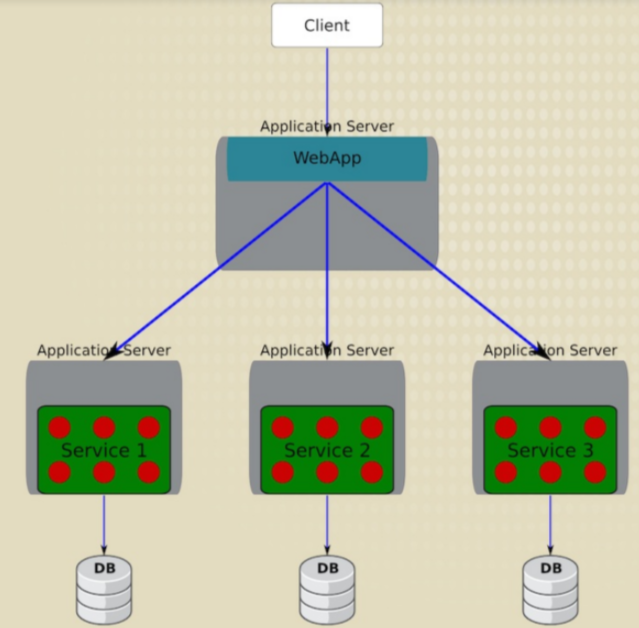 Client
Application Server
WebApp
Application Server
Application Server
Application Server
Service 1
Service 2
Service 3
DB
DB
DB